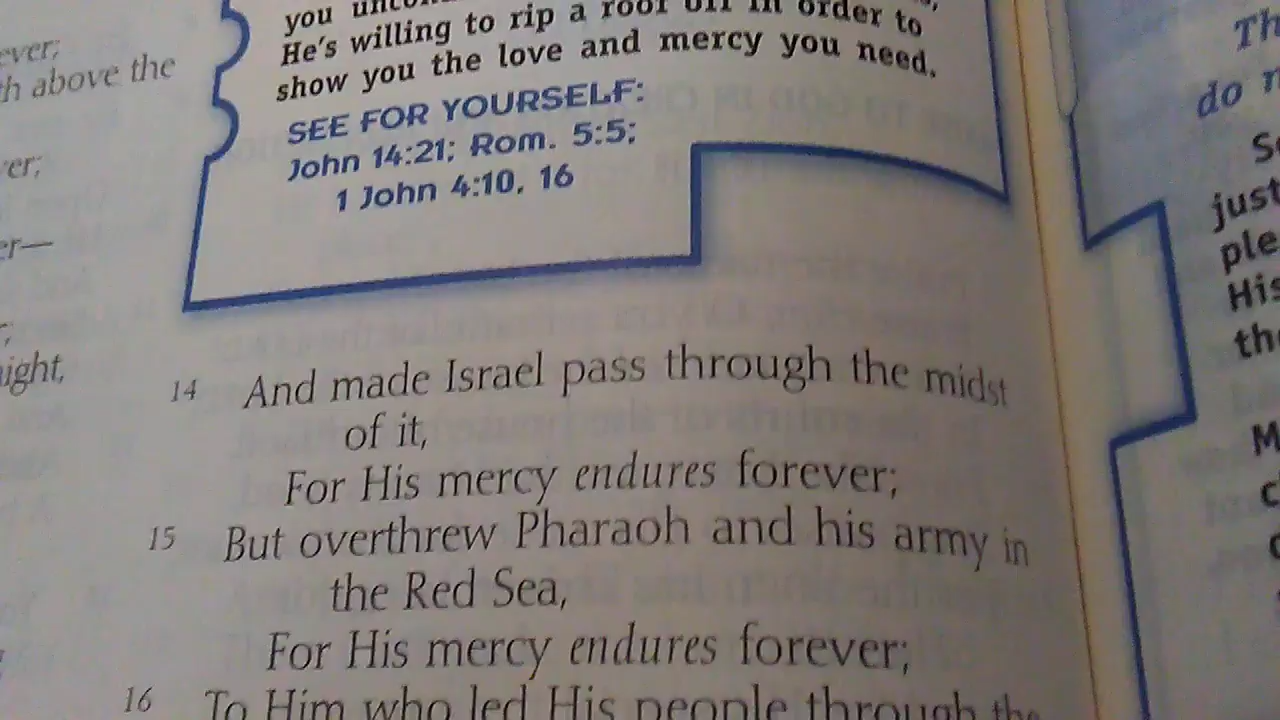 ever;
above the
ver;
er—
ight,
you
He's willing to rip a roof off in order to
show you the love and mercy you need.
SEE FOR YOURSELF:
John 14:21; Rom. 5:5;
1 John 4:10, 16
14 And made Israel pass through the midst
of it,
For His mercy endures forever;
15 But overthrew Pharaoh and his army in
the Red Sea,
For His mercy endures forever;
16 To Him who led His people through the
Th
do
just
ple
His
the
M